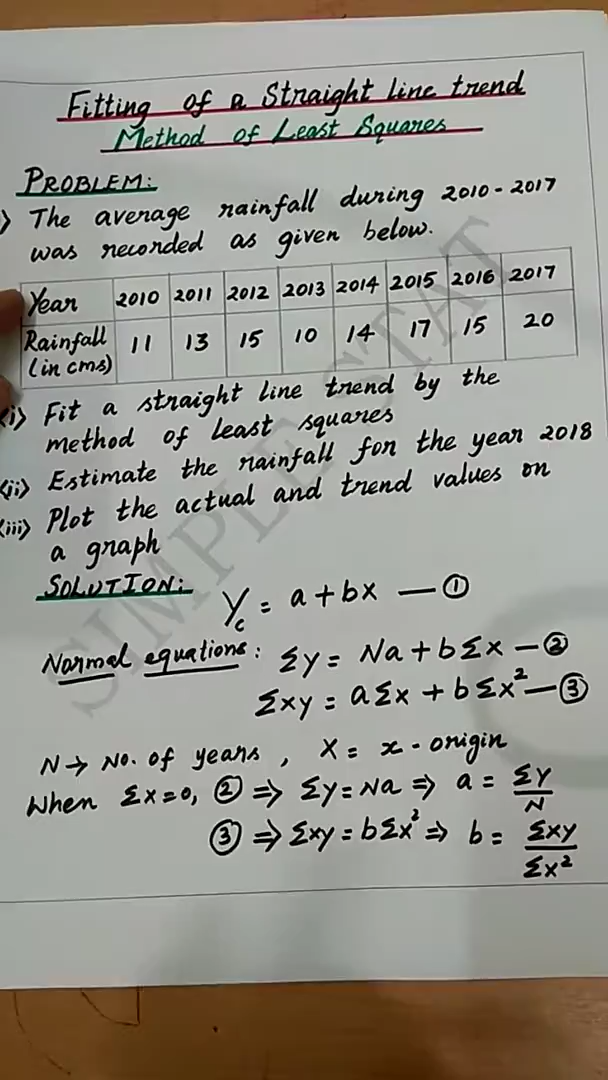 Fitting of a Straight line trend
Method of Least Squares
PROBLEM:
) The average rainfall during 2010 - 2017
was recorded as given below.
Year 2010 2011 2012 2013 2014 2015 2016 2017
Rainfall (in cms) 11 13 15 10 14 17 15 20
(i) Fit a straight line trend by the
method of least squares
(ii) Estimate the rainfall for the year 2018
(iii) Plot the actual and trend values on
a graph
SOLUTION:
Yc = a + bx — ①
Normal equations: Σy = Na + bΣx — ②
Σxy = aΣx + bΣx² — ③
N → No. of years, X = x - origin
When Σx = 0, ② ⇒ Σy = Na ⇒ a = Σy/N
③ ⇒ Σxy = bΣx² ⇒ b = Σxy/Σx²
SIMPLE STAT